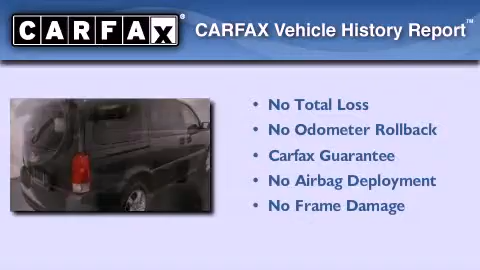 CARFAX® CARFAX Vehicle History Report™
• No Total Loss
• No Odometer Rollback
• Carfax Guarantee
• No Airbag Deployment
• No Frame Damage